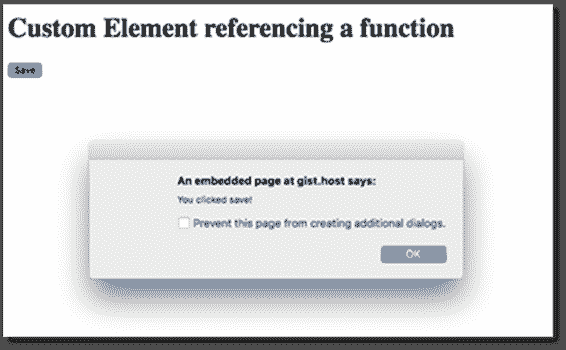 Custom Element referencing a function
Save
An embedded page at gist.host says:
You clicked save!
Prevent this page from creating additional dialogs.
OK